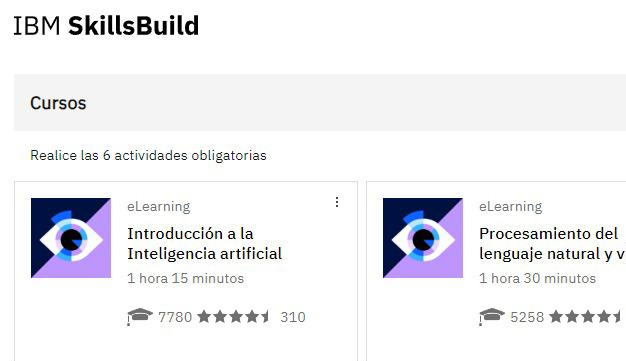 IBM SkillsBuild
Cursos
Realice las 6 actividades obligatorias
eLearning
Introducción a la
Inteligencia artificial
1 hora 15 minutos
7780 310
eLearning
Procesamiento del
lenguaje natural y v
1 hora 30 minutos
5258